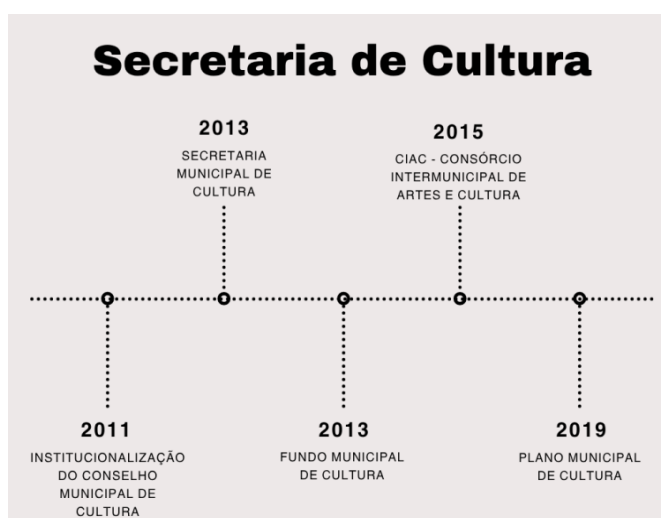 Secretaria de Cultura
2013
SECRETARIA
MUNICIPAL DE
CULTURA
2015
CIAC - CONSÓRCIO
INTERMUNICIPAL DE
ARTES E CULTURA
2011
INSTITUCIONALIZAÇÃO
DO CONSELHO
MUNICIPAL DE
CULTURA
2013
FUNDO MUNICIPAL
DE CULTURA
2019
PLANO MUNICIPAL
DE CULTURA